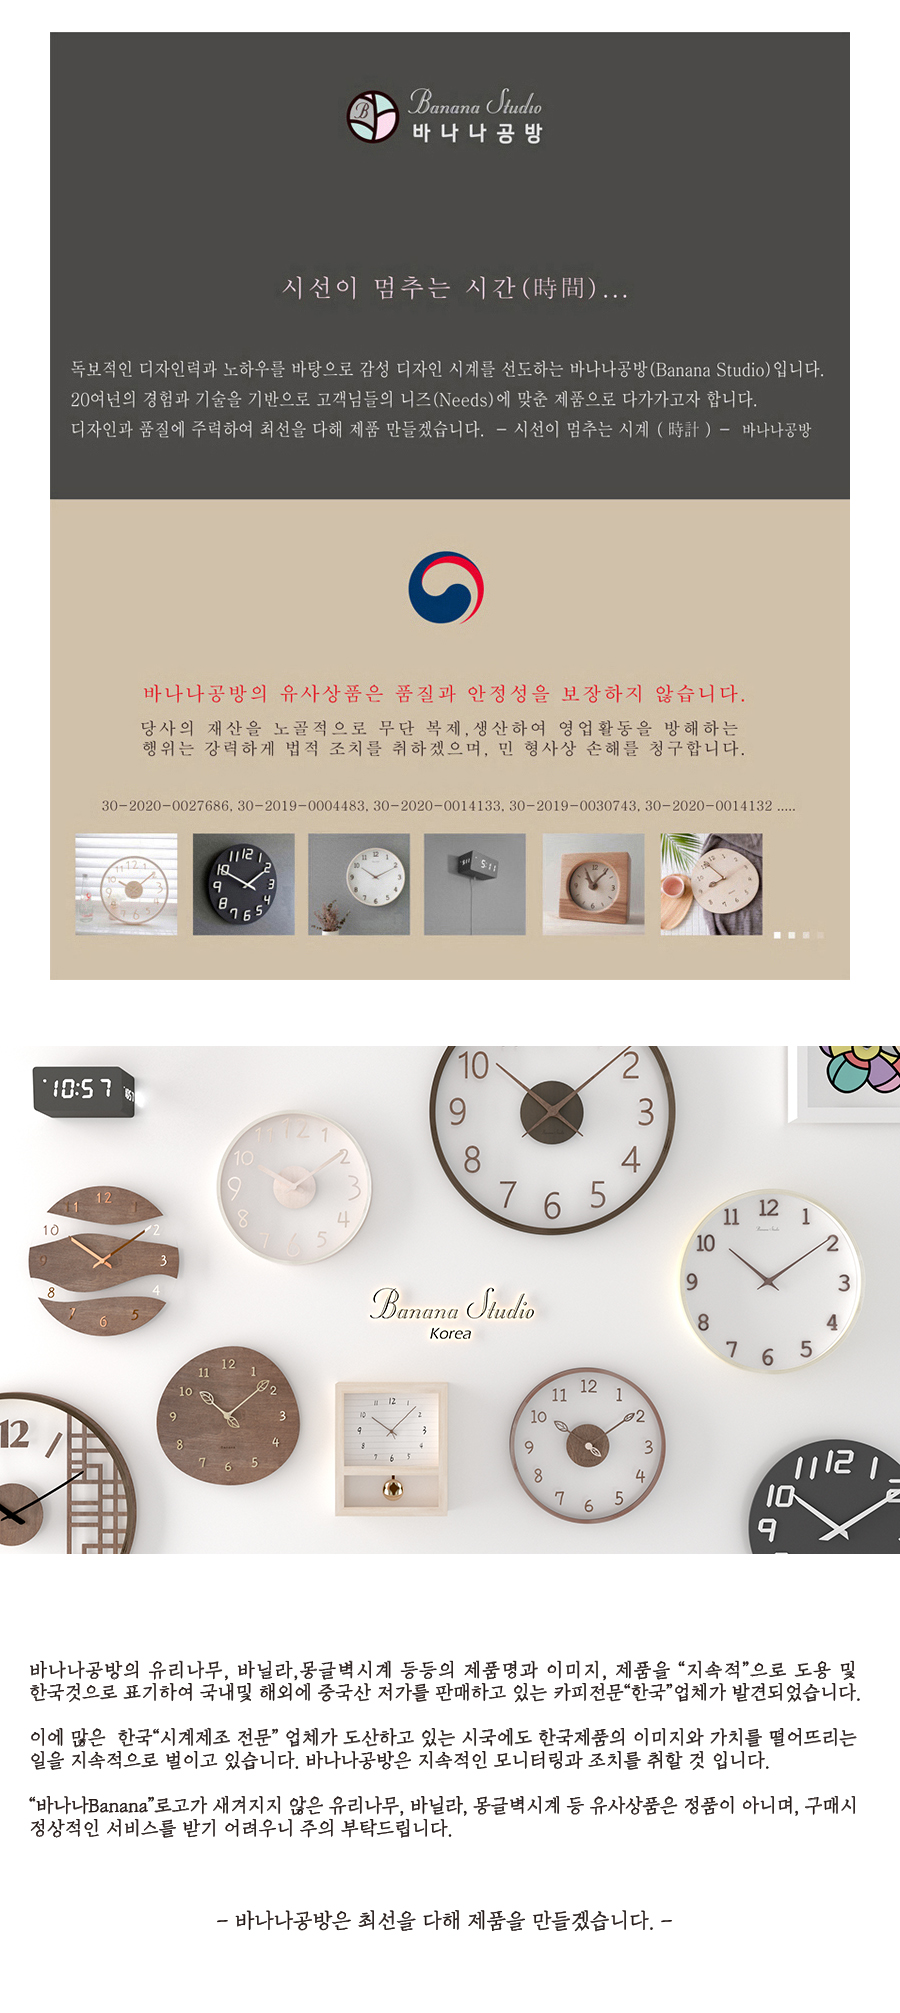 Banana Studio
바나나공방
시선이 멈추는 시간(時間)...
독보적인 디자인력과 노하우를 바탕으로 감성 디자인 시계를 선도하는 바나나공방(Banana Studio)입니다.
20여년의 경험과 기술을 기반으로 고객님들의 니즈(Needs)에 맞춘 제품으로 다가가고자 합니다.
디자인과 품질에 주력하여 최선을 다해 제품 만들겠습니다. - 시선이 멈추는 시계 ( 時計 ) - 바나나공방
바나나공방의 유사상품은 품질과 안정성을 보장하지 않습니다.
당사의 재산을 노골적으로 무단 복제,생산하여 영업활동을 방해하는
행위는 강력하게 법적 조치를 취하겠으며, 민 형사상 손해를 청구합니다.
30-2020-0027686, 30-2019-0004483, 30-2020-0014133, 30-2019-0030743, 30-2020-0014132 .....
10:57
Banana Studio
Korea
바나나공방의 유리나무, 바닐라,몽글벽시계 등등의 제품명과 이미지, 제품을 “지속적”으로 도용 및
한국것으로 표기하여 국내및 해외에 중국산 저가를 판매하고 있는 카피전문“한국”업체가 발견되었습니다.
이에 많은 한국“시계제조 전문” 업체가 도산하고 있는 시국에도 한국제품의 이미지와 가치를 떨어뜨리는
일을 지속적으로 벌이고 있습니다. 바나나공방은 지속적인 모니터링과 조치를 취할 것 입니다.
“바나나Banana”로고가 새겨지지 않은 유리나무, 바닐라, 몽글벽시계 등 유사상품은 정품이 아니며, 구매시
정상적인 서비스를 받기 어려우니 주의 부탁드립니다.
- 바나나공방은 최선을 다해 제품을 만들겠습니다. -